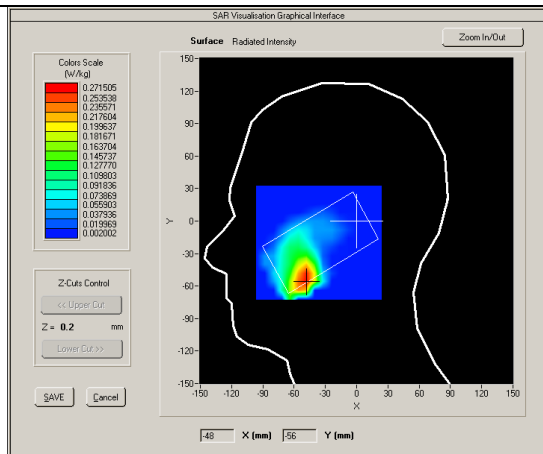 SAR Visualisation Graphical Interface
Surface Radiated Intensity
Zoom In/Out
Colors Scale
(W/kg)
0.271505
0.253538
0.235571
0.217604
0.199637
0.181671
0.163704
0.145737
0.127770
0.109803
0.091836
0.073869
0.055903
0.037936
0.019969
0.002002
Z-Cuts Control
<< Upper Cut
Z = 0.2 mm
Lower Cut >>
SAVE Cancel
150
120
90
60
30
0
-30
-60
-90
-120
-150
Y
-150 -120 -90 -60 -30 0 30 60 90 120 150
X
-48 X (mm) -56 Y (mm)